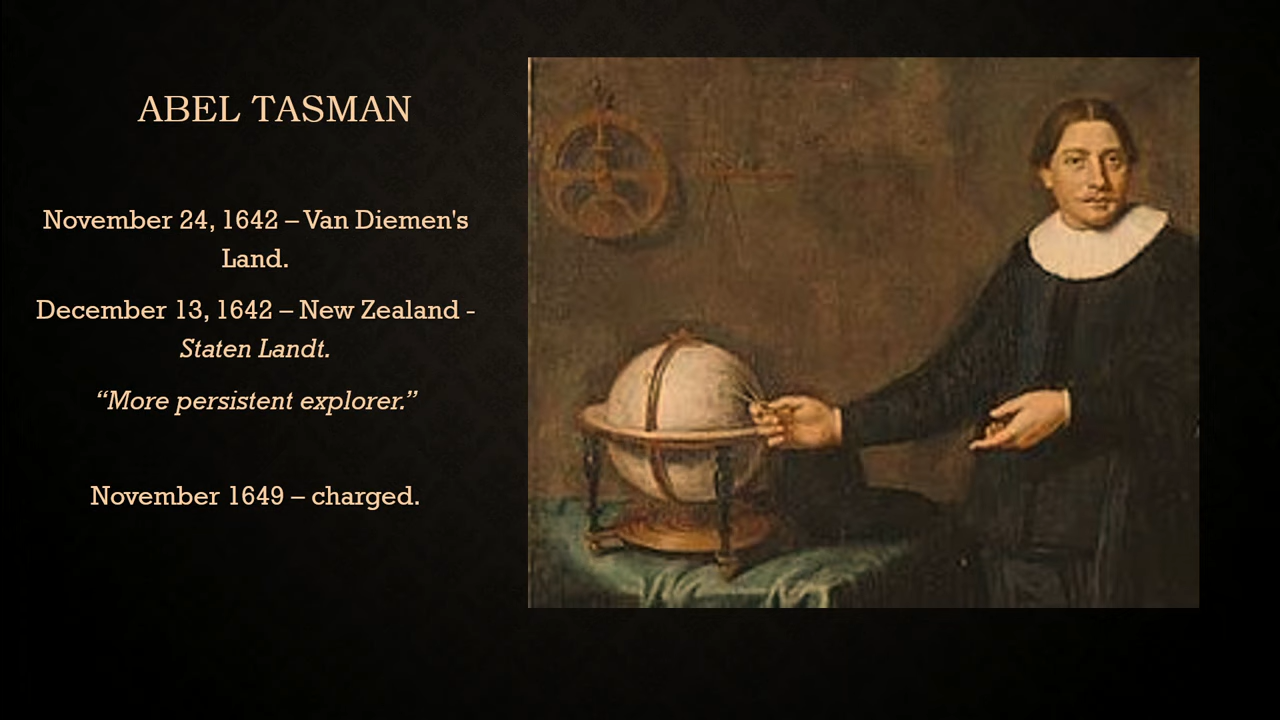 ABEL TASMAN
November 24, 1642 – Van Diemen's
Land.
December 13, 1642 – New Zealand -
Staten Landt.
“More persistent explorer.”
November 1649 – charged.